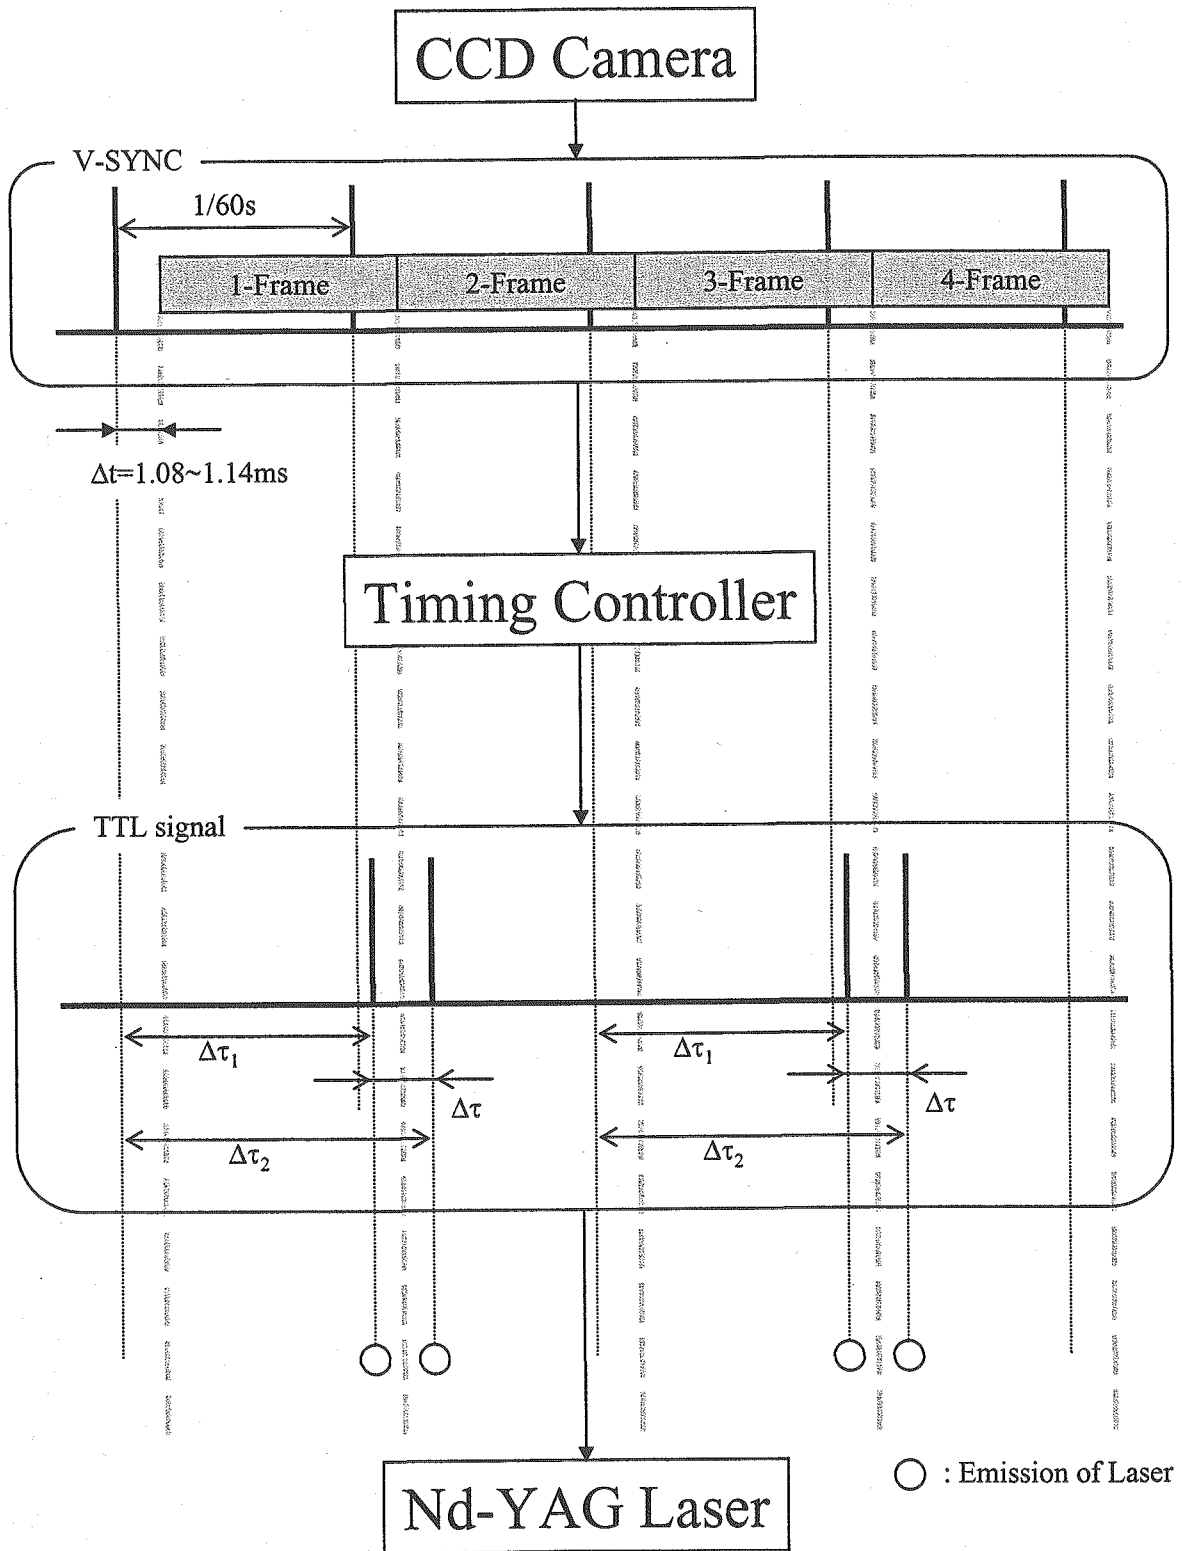 CCD Camera
V-SYNC
1/60s
1-Frame
2-Frame
3-Frame
4-Frame
Δt=1.08~1.14ms
Timing Controller
TTL signal
Δτ₁
Δτ₁
Δτ
Δτ
Δτ₂
Δτ₂
: Emission of Laser
Nd-YAG Laser